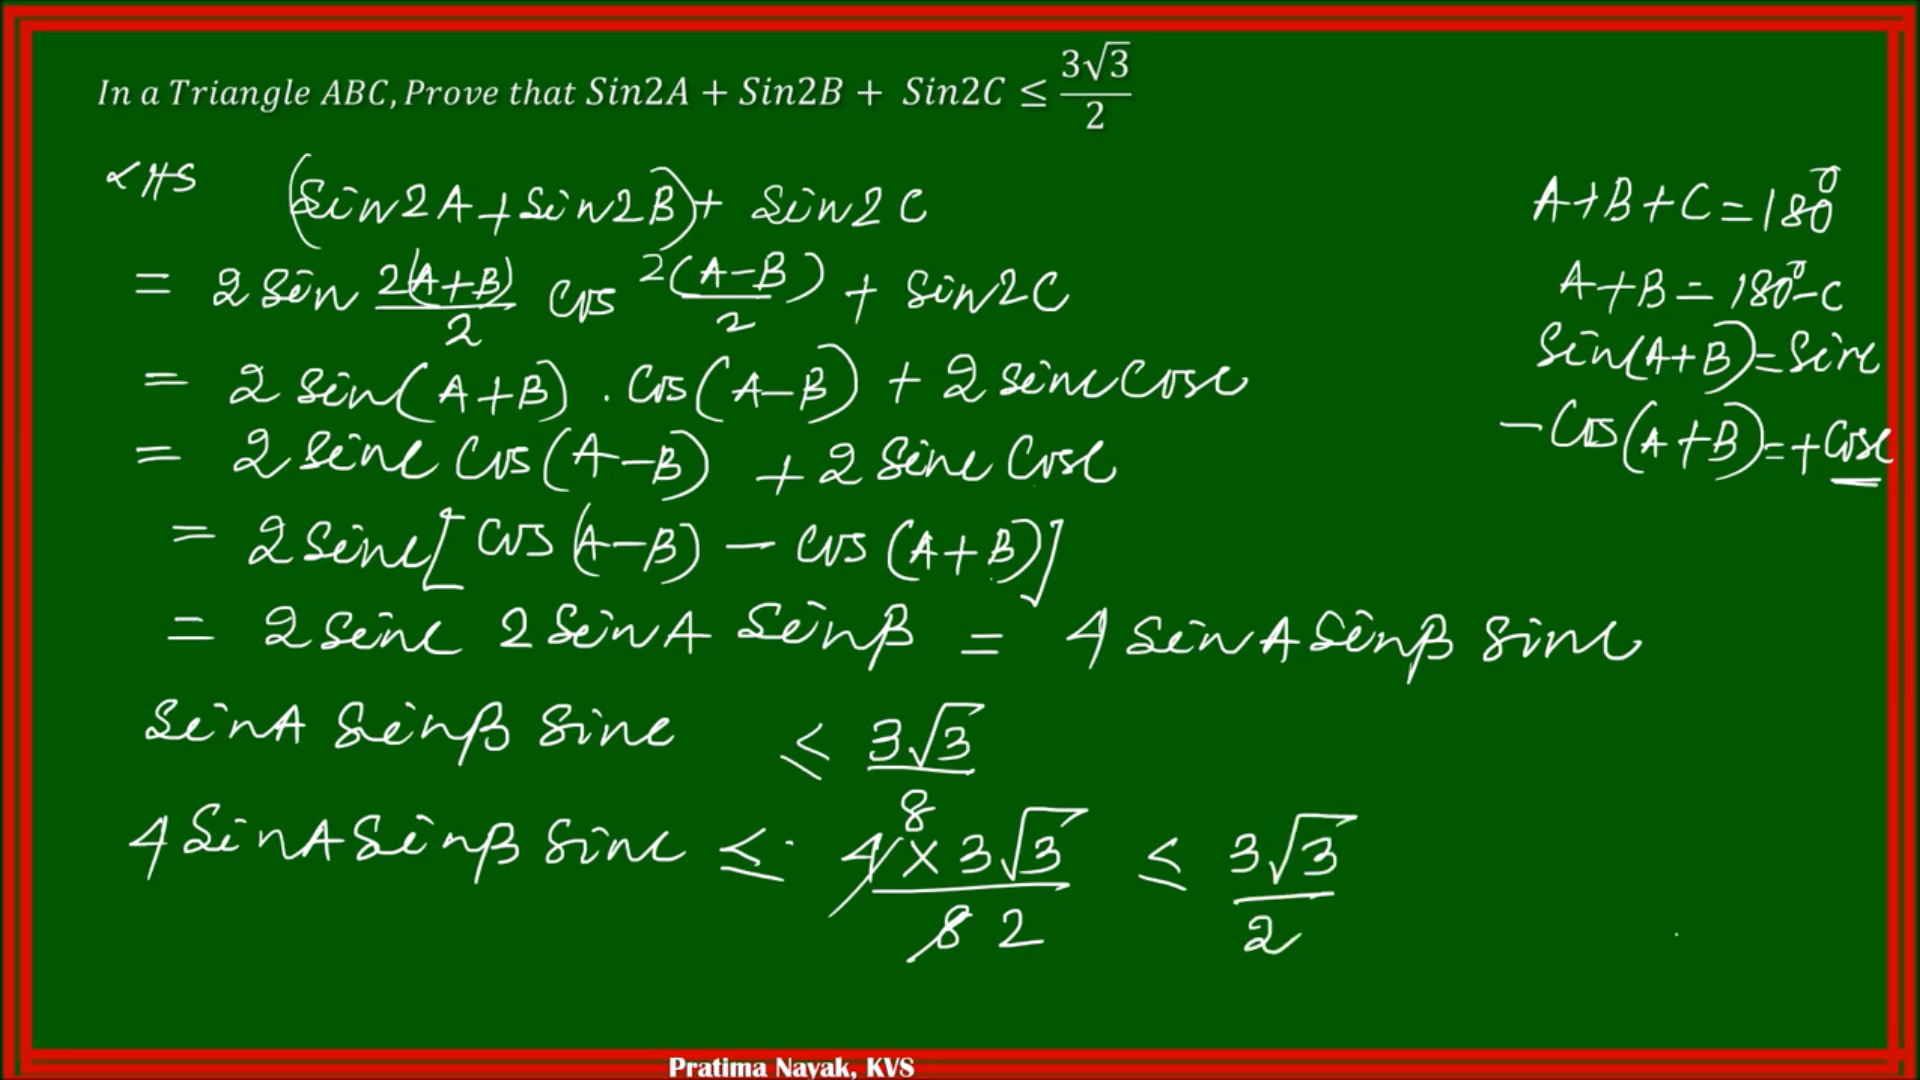 In a Triangle ABC, Prove that Sin2A + Sin2B + Sin2C ≤ 3√3/2
LHS (Sin2A + Sin2B) + Sin2C
= 2 Sin 2(A+B)/2 Cos 2(A-B)/2 + Sin2C
= 2 Sin(A+B) . Cos(A-B) + 2 SinC CosC
= 2 SinC Cos(A-B) + 2 SinC CosC
= 2 SinC [Cos(A-B) - Cos(A+B)]
= 2 SinC 2 SinA SinB = 4 SinA SinB SinC
SinA SinB SinC ≤ 3√3/8
4 SinA SinB SinC ≤ 4 × 3√3/8 2 ≤ 3√3/2
A+B+C = 180°
A+B = 180°-C
Sin(A+B) = SinC
-Cos(A+B) = +CosC
Pratima Nayak, KVS